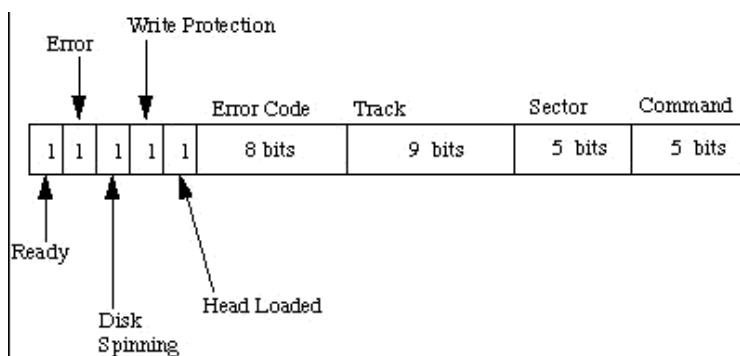 Write Protection
Error
Error Code Track Sector Command
1 1 1 1 1 8 bits 9 bits 5 bits 5 bits
Ready
Head Loaded
Disk
Spinning